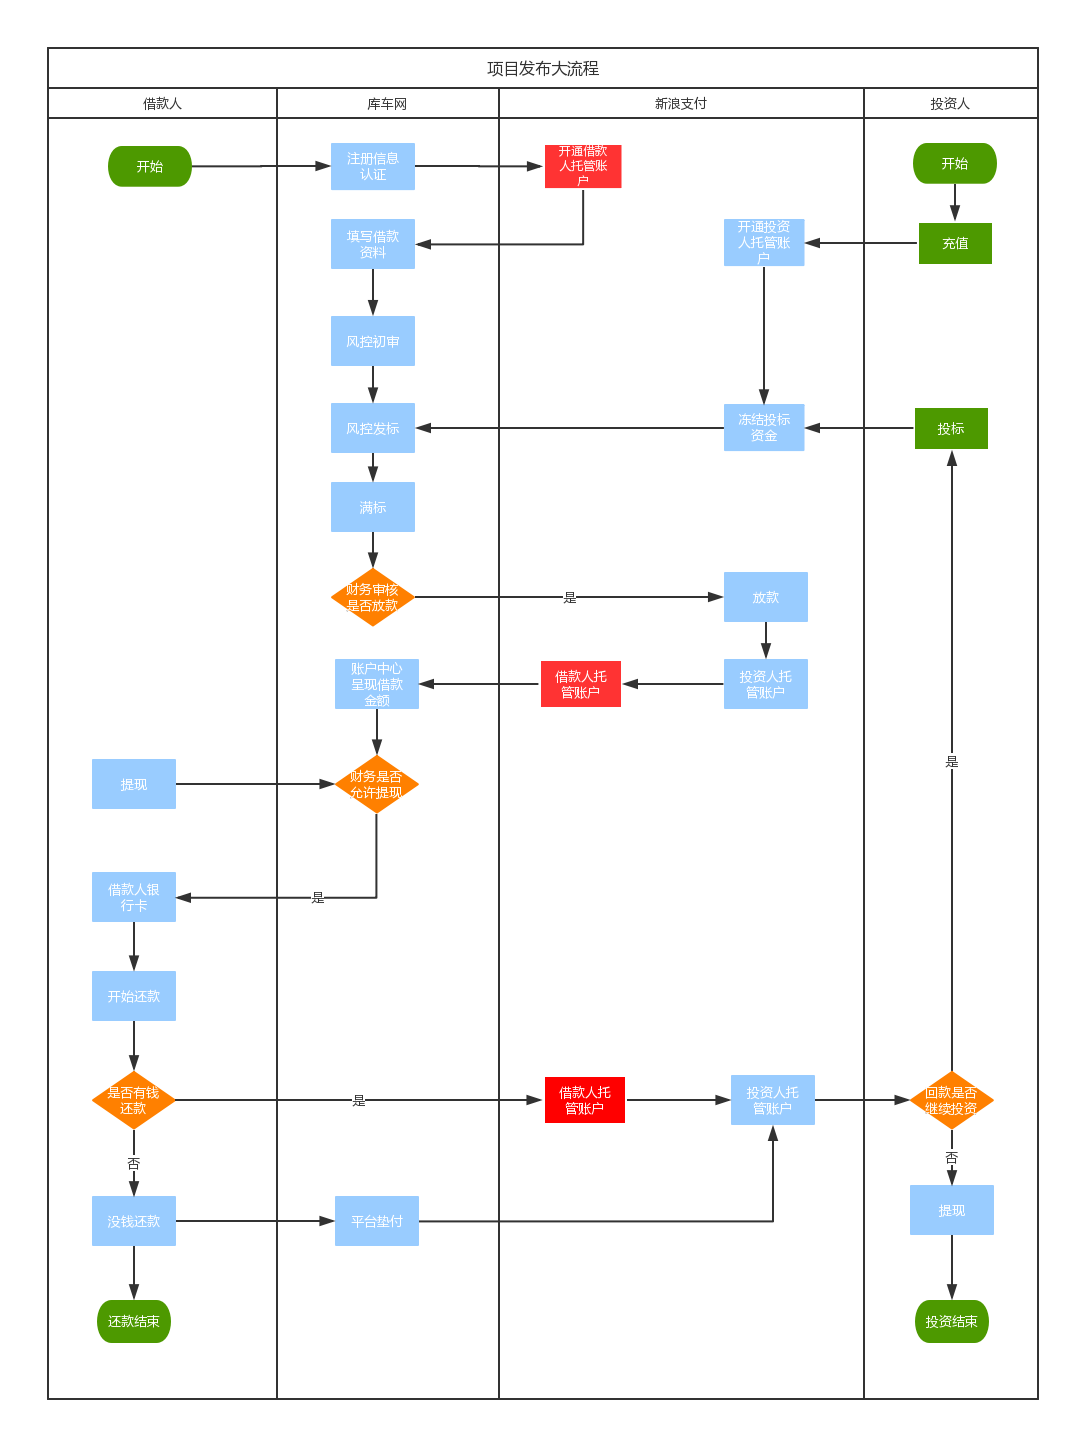 项目发布大流程
借款人
库车网
新浪支付
投资人
开始
注册信息
认证
开通借款
人托管账
户
开始
填写借款
资料
开通投资
人托管账
户
充值
风控初审
风控发标
冻结投标
资金
投标
满标
财务审核
是否放款
是
放款
账户中心
呈现借款
金额
借款人托
管账户
投资人托
管账户
提现
财务是否
允许提现
是
借款人银
行卡
是
开始还款
是否有钱
还款
是
借款人托
管账户
投资人托
管账户
回款是否
继续投资
否
否
没钱还款
平台垫付
提现
还款结束
投资结束